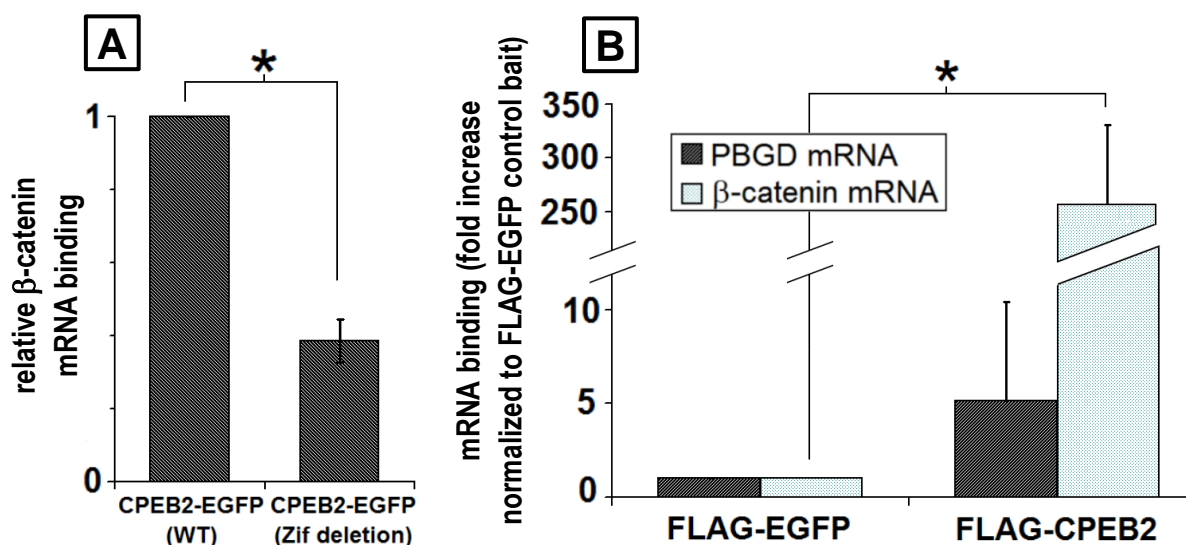 A
*
relative β-catenin
mRNA binding
1
0
CPEB2-EGFP
(WT)
CPEB2-EGFP
(Zif deletion)
B
*
mRNA binding (fold increase
normalized to FLAG-EGFP control bait)
350
300
250
10
5
0
PBGD mRNA
β-catenin mRNA
FLAG-EGFP
FLAG-CPEB2